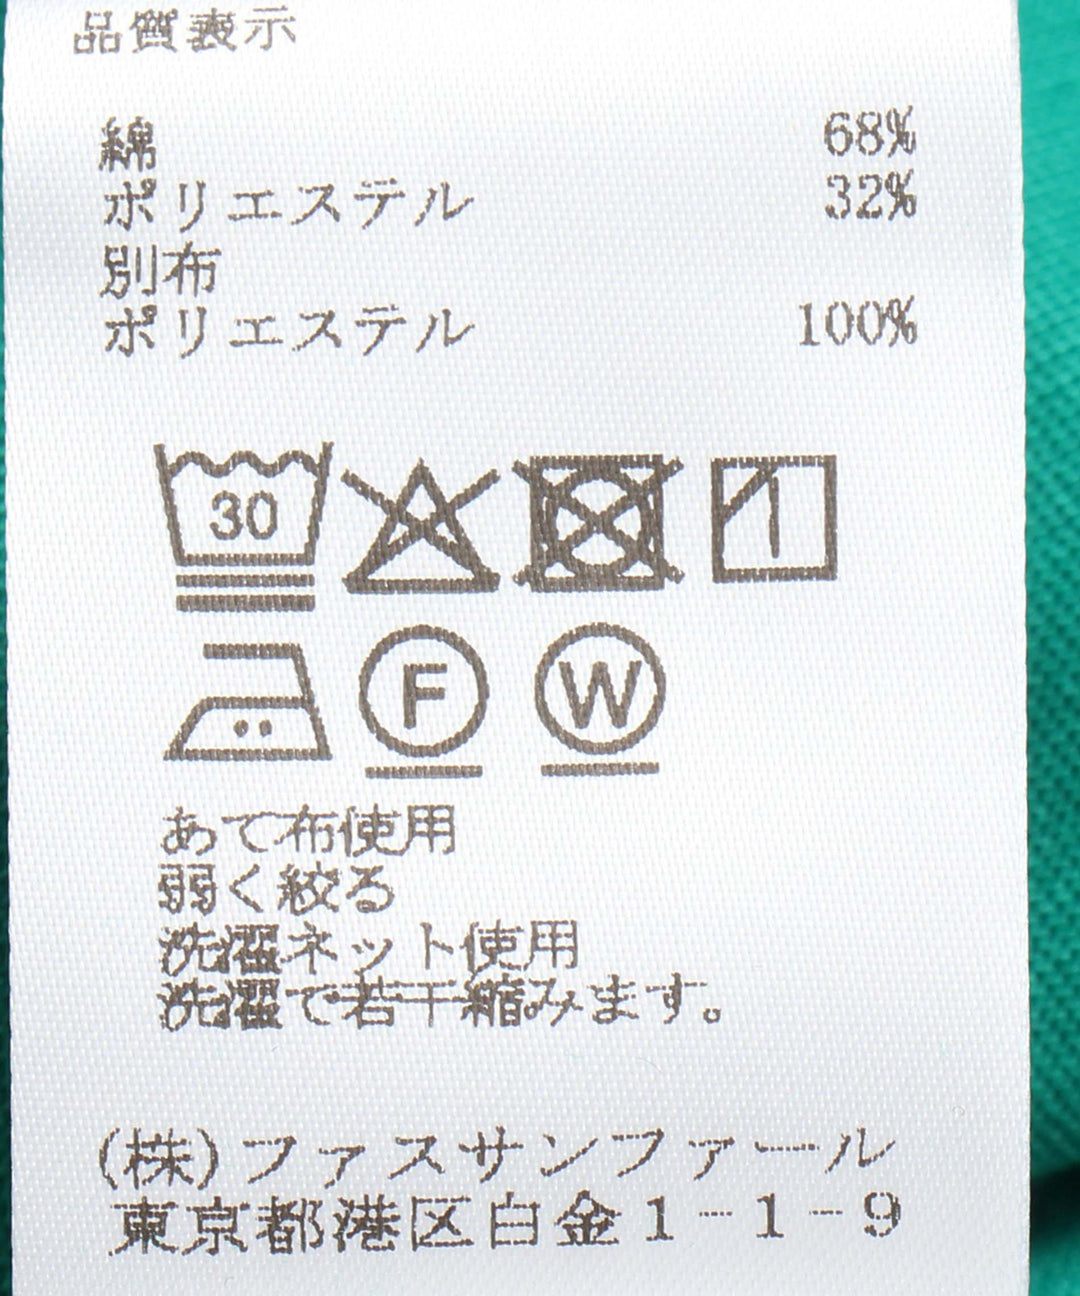 品質表示
綿 68%
ポリエステル 32%
別布
ポリエステル 100%
30
F W
あて布使用
弱く絞る
洗濯ネット使用
洗濯で若干縮みます。
(株)ファスサンファール
東京都港区白金1-1-9